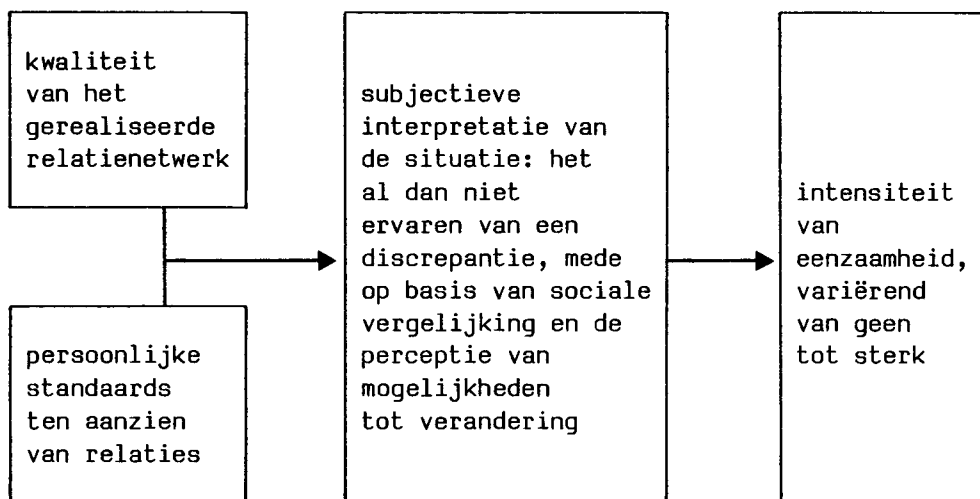 kwaliteit
van het
gerealiseerde
relatienetwerk
persoonlijke
standaards
ten aanzien
van relaties
subjectieve
interpretatie van
de situatie: het
al dan niet
ervaren van een
discrepantie, mede
op basis van sociale
vergelijking en de
perceptie van
mogelijkheden
tot verandering
intensiteit
van
eenzaamheid,
variërend
van geen
tot sterk